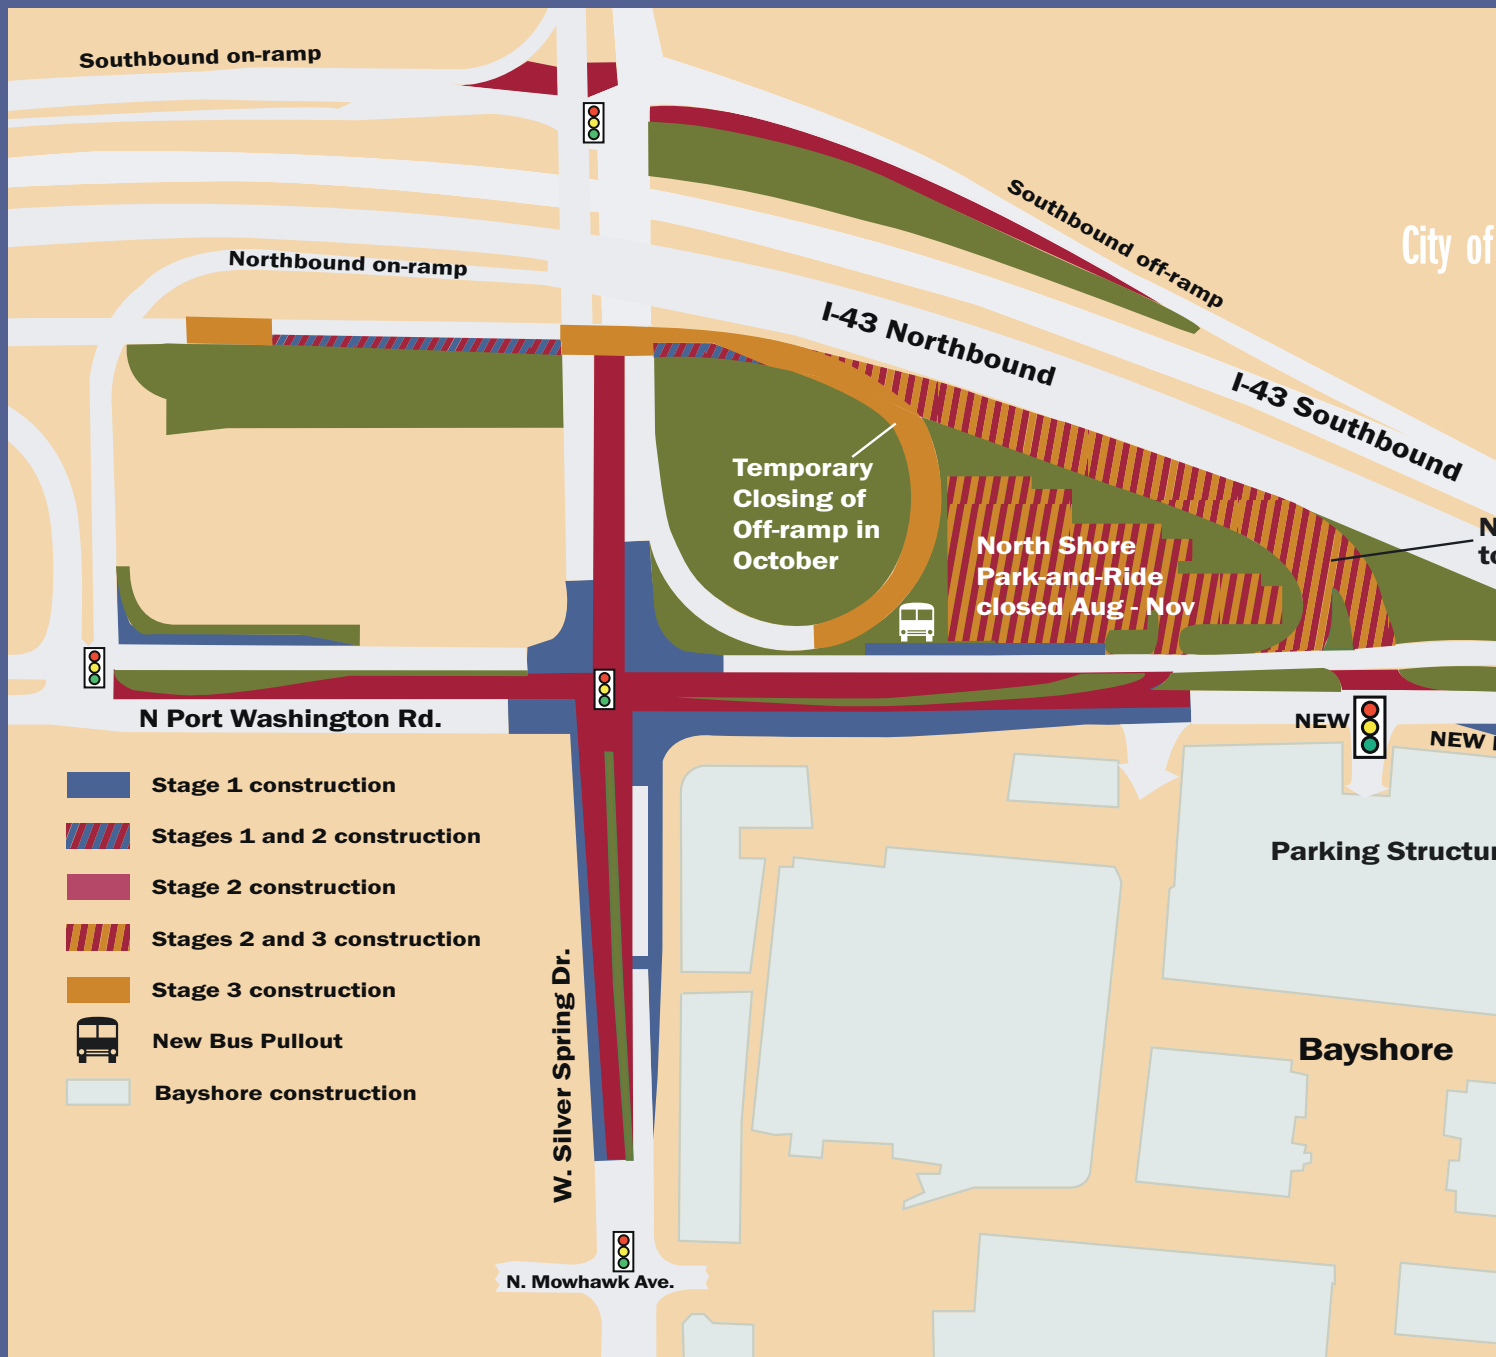 Southbound on-ramp
Southbound off-ramp
City of
Northbound on-ramp
I-43 Northbound
I-43 Southbound
Temporary
Closing of
Off-ramp in
October
North Shore
Park-and-Ride
closed Aug - Nov
N Port Washington Rd.
NEW
NEW
Stage 1 construction
Stages 1 and 2 construction
Stage 2 construction
Stages 2 and 3 construction
Stage 3 construction
New Bus Pullout
Bayshore construction
Parking
Bayshore
W. Silver Spring Dr.
N. Mowhawk Ave.